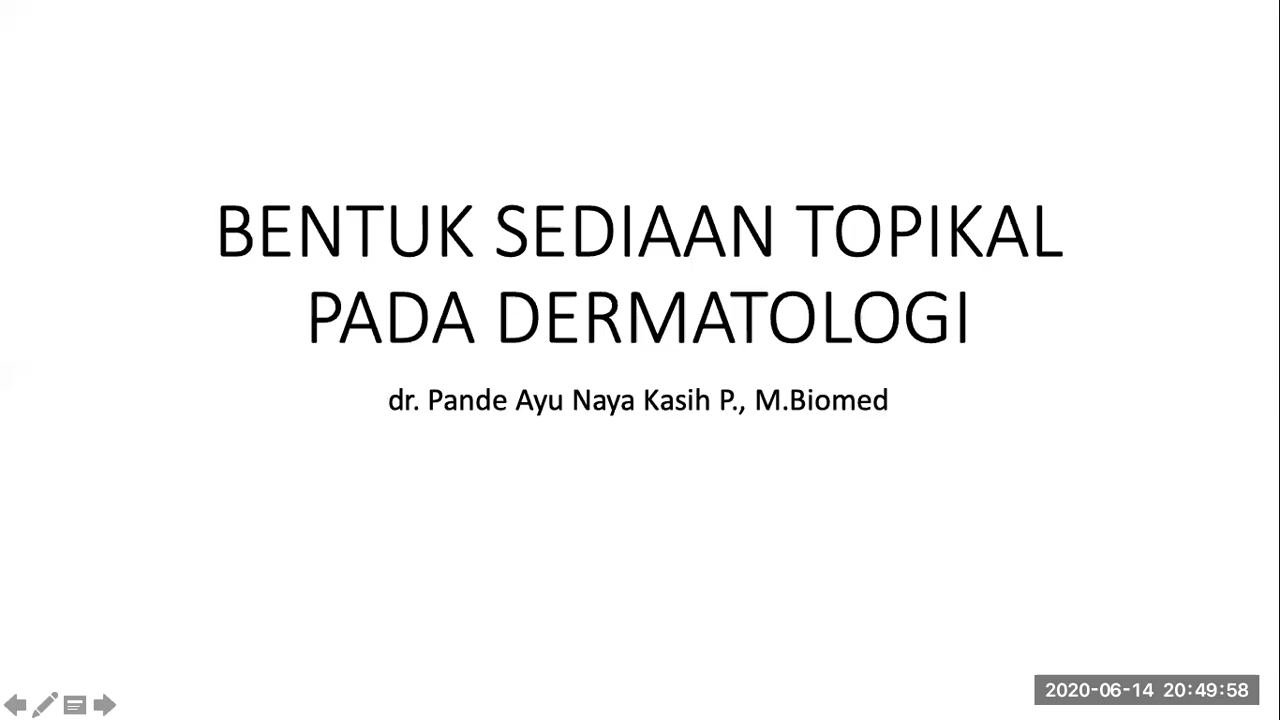 BENTUK SEDIAAN TOPIKAL
PADA DERMATOLOGI
dr. Pande Ayu Naya Kasih P., M.Biomed
2020-06-14 20:49:58